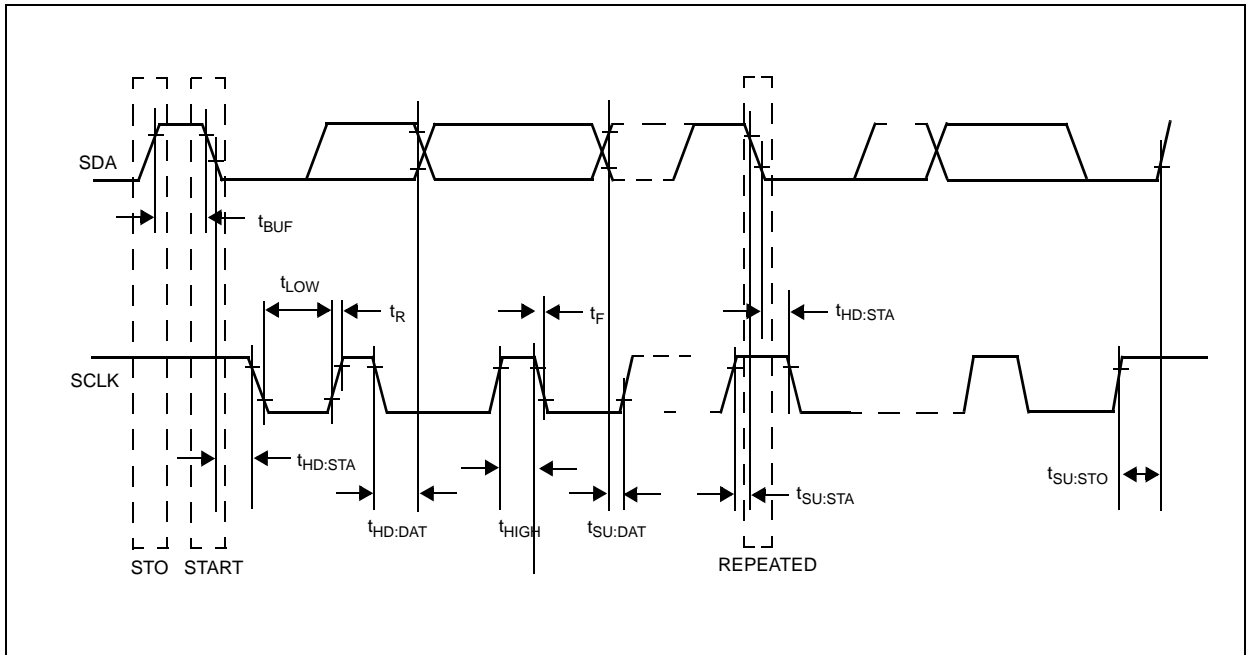 SDA
tBUF
tLOW
tR
tF
tHD:STA
SCLK
tHD:STA
tSU:STA
tSU:STO
tHD:DAT
tHIGH
tSU:DAT
STO
START
REPEATED